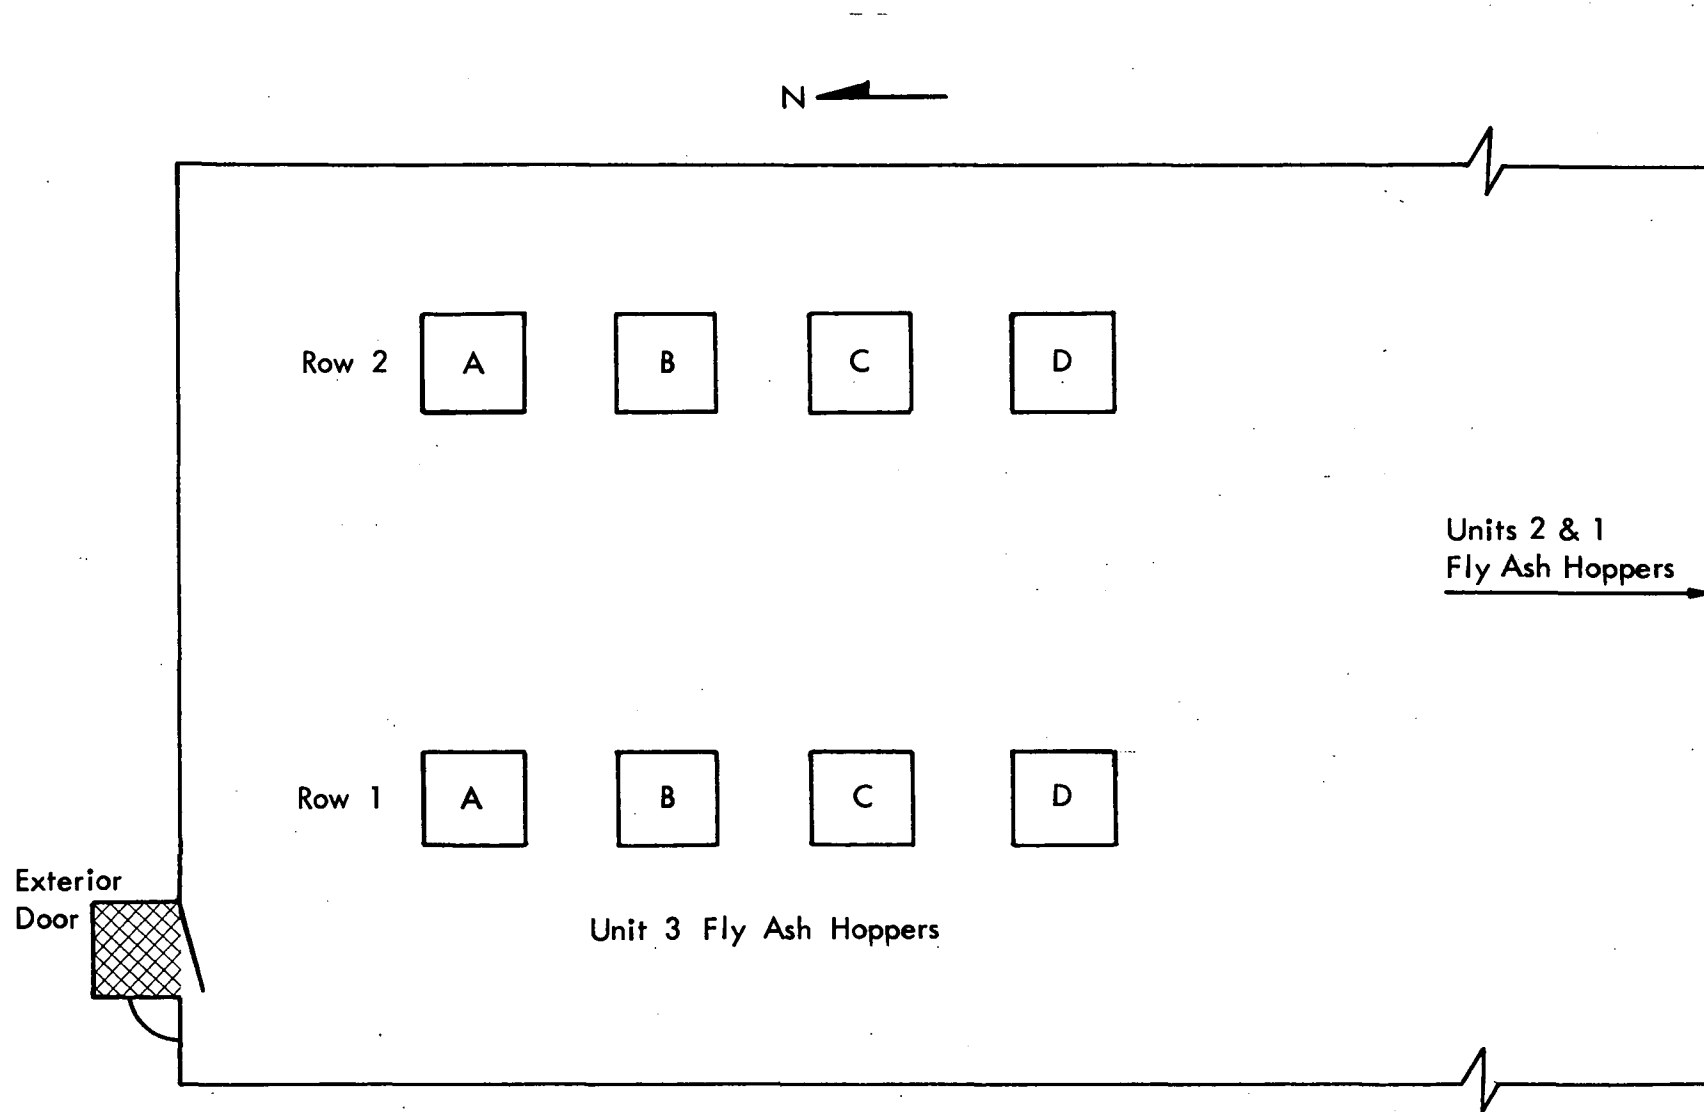 N
Row 2 A B C D
Units 2 & 1
Fly Ash Hoppers
Row 1 A B C D
Exterior
Door
Unit 3 Fly Ash Hoppers